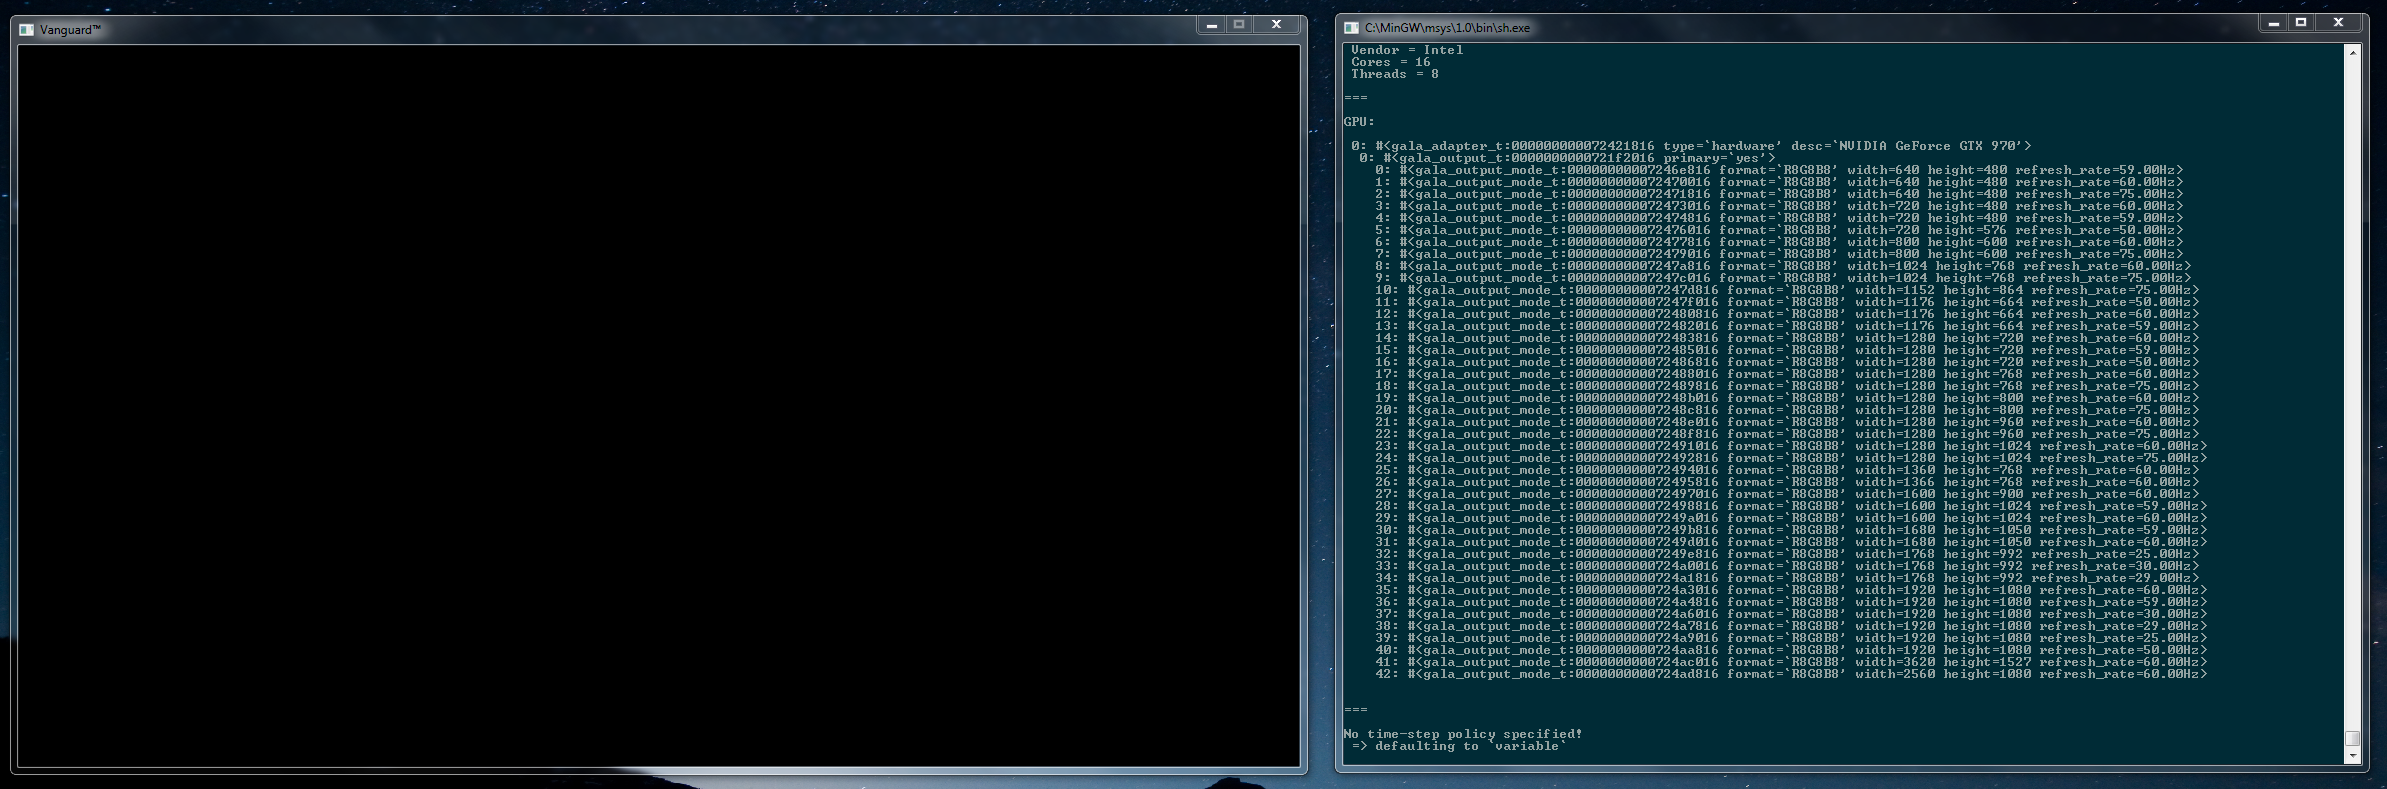 Vanguard™
C:\MinGW\msys\1.0\bin\sh.exe
Vendor = Intel
Cores = 16
Threads = 8
===
GPU:
0: #<gala_adapter_t:000000000072421816 type=`hardware' desc=`NVIDIA GeForce GTX 970'>
0: #<gala_output_t:0000000000721f2016 primary=`yes'>
0: #<gala_output_mode_t:00000000007246e816 format=`R8G8B8' width=640 height=480 refresh_rate=59.00Hz>
1: #<gala_output_mode_t:000000000072470016 format=`R8G8B8' width=640 height=480 refresh_rate=60.00Hz>
2: #<gala_output_mode_t:000000000072471816 format=`R8G8B8' width=640 height=480 refresh_rate=75.00Hz>
3: #<gala_output_mode_t:000000000072473016 format=`R8G8B8' width=720 height=480 refresh_rate=60.00Hz>
4: #<gala_output_mode_t:000000000072474816 format=`R8G8B8' width=720 height=480 refresh_rate=59.00Hz>
5: #<gala_output_mode_t:000000000072476016 format=`R8G8B8' width=720 height=576 refresh_rate=50.00Hz>
6: #<gala_output_mode_t:000000000072477816 format=`R8G8B8' width=800 height=600 refresh_rate=60.00Hz>
7: #<gala_output_mode_t:000000000072479016 format=`R8G8B8' width=800 height=600 refresh_rate=75.00Hz>
8: #<gala_output_mode_t:00000000007247a816 format=`R8G8B8' width=1024 height=768 refresh_rate=60.00Hz>
9: #<gala_output_mode_t:00000000007247c016 format=`R8G8B8' width=1024 height=768 refresh_rate=75.00Hz>
10: #<gala_output_mode_t:00000000007247d816 format=`R8G8B8' width=1152 height=864 refresh_rate=75.00Hz>
11: #<gala_output_mode_t:00000000007247f016 format=`R8G8B8' width=1176 height=664 refresh_rate=50.00Hz>
12: #<gala_output_mode_t:000000000072480816 format=`R8G8B8' width=1176 height=664 refresh_rate=60.00Hz>
13: #<gala_output_mode_t:000000000072482016 format=`R8G8B8' width=1176 height=664 refresh_rate=59.00Hz>
14: #<gala_output_mode_t:000000000072483816 format=`R8G8B8' width=1280 height=720 refresh_rate=60.00Hz>
15: #<gala_output_mode_t:000000000072485016 format=`R8G8B8' width=1280 height=720 refresh_rate=59.00Hz>
16: #<gala_output_mode_t:000000000072486816 format=`R8G8B8' width=1280 height=720 refresh_rate=50.00Hz>
17: #<gala_output_mode_t:000000000072488016 format=`R8G8B8' width=1280 height=768 refresh_rate=60.00Hz>
18: #<gala_output_mode_t:000000000072489816 format=`R8G8B8' width=1280 height=768 refresh_rate=75.00Hz>
19: #<gala_output_mode_t:00000000007248b016 format=`R8G8B8' width=1280 height=800 refresh_rate=60.00Hz>
20: #<gala_output_mode_t:00000000007248c816 format=`R8G8B8' width=1280 height=800 refresh_rate=75.00Hz>
21: #<gala_output_mode_t:00000000007248e016 format=`R8G8B8' width=1280 height=960 refresh_rate=60.00Hz>
22: #<gala_output_mode_t:00000000007248f816 format=`R8G8B8' width=1280 height=960 refresh_rate=75.00Hz>
23: #<gala_output_mode_t:000000000072491016 format=`R8G8B8' width=1280 height=1024 refresh_rate=60.00Hz>
24: #<gala_output_mode_t:000000000072492816 format=`R8G8B8' width=1280 height=1024 refresh_rate=75.00Hz>
25: #<gala_output_mode_t:000000000072494016 format=`R8G8B8' width=1360 height=768 refresh_rate=60.00Hz>
26: #<gala_output_mode_t:000000000072495816 format=`R8G8B8' width=1366 height=768 refresh_rate=60.00Hz>
27: #<gala_output_mode_t:000000000072497016 format=`R8G8B8' width=1600 height=900 refresh_rate=60.00Hz>
28: #<gala_output_mode_t:000000000072498816 format=`R8G8B8' width=1600 height=1024 refresh_rate=59.00Hz>
29: #<gala_output_mode_t:00000000007249a016 format=`R8G8B8' width=1600 height=1024 refresh_rate=60.00Hz>
30: #<gala_output_mode_t:00000000007249b816 format=`R8G8B8' width=1680 height=1050 refresh_rate=59.00Hz>
31: #<gala_output_mode_t:00000000007249d016 format=`R8G8B8' width=1680 height=1050 refresh_rate=60.00Hz>
32: #<gala_output_mode_t:00000000007249e816 format=`R8G8B8' width=1768 height=992 refresh_rate=25.00Hz>
33: #<gala_output_mode_t:0000000000724a0016 format=`R8G8B8' width=1768 height=992 refresh_rate=30.00Hz>
34: #<gala_output_mode_t:0000000000724a1816 format=`R8G8B8' width=1768 height=992 refresh_rate=29.00Hz>
35: #<gala_output_mode_t:0000000000724a3016 format=`R8G8B8' width=1920 height=1080 refresh_rate=60.00Hz>
36: #<gala_output_mode_t:0000000000724a4816 format=`R8G8B8' width=1920 height=1080 refresh_rate=59.00Hz>
37: #<gala_output_mode_t:0000000000724a6016 format=`R8G8B8' width=1920 height=1080 refresh_rate=30.00Hz>
38: #<gala_output_mode_t:0000000000724a7816 format=`R8G8B8' width=1920 height=1080 refresh_rate=29.00Hz>
39: #<gala_output_mode_t:0000000000724a9016 format=`R8G8B8' width=1920 height=1080 refresh_rate=25.00Hz>
40: #<gala_output_mode_t:0000000000724aa816 format=`R8G8B8' width=1920 height=1080 refresh_rate=50.00Hz>
41: #<gala_output_mode_t:0000000000724ac016 format=`R8G8B8' width=3620 height=1527 refresh_rate=60.00Hz>
42: #<gala_output_mode_t:0000000000724ad816 format=`R8G8B8' width=2560 height=1080 refresh_rate=60.00Hz>
===
No time-step policy specified!
=> defaulting to `variable`